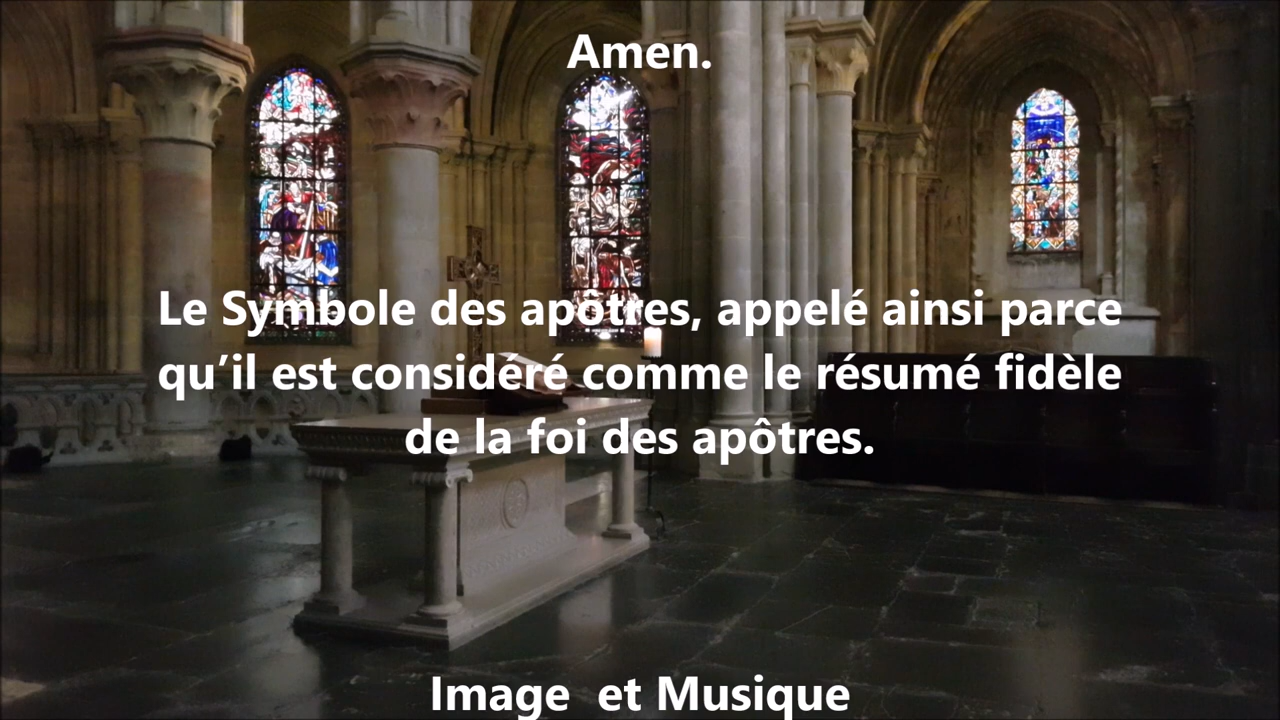 Amen.
Le Symbole des apôtres, appelé ainsi parce
qu’il est considéré comme le résumé fidèle
de la foi des apôtres.
Image  et Musique